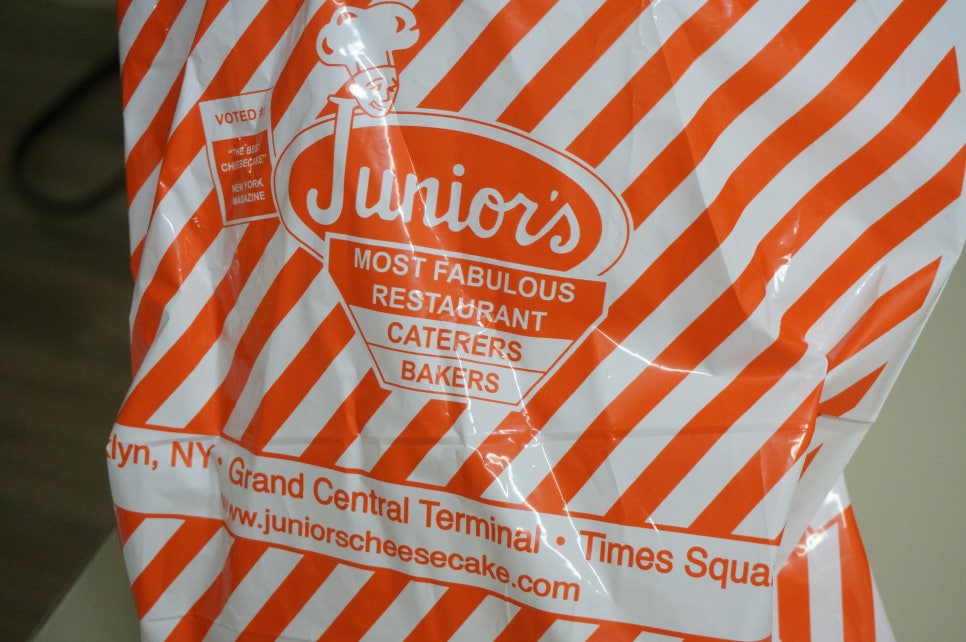 VOTED #1
"THE BEST
CHEESECAKE"
NEW YORK
MAGAZINE
Junior's
MOST FABULOUS
RESTAURANT
CATERERS
BAKERS
klyn, NY • Grand Central Terminal • Times Squa
www.juniorscheesecake.com